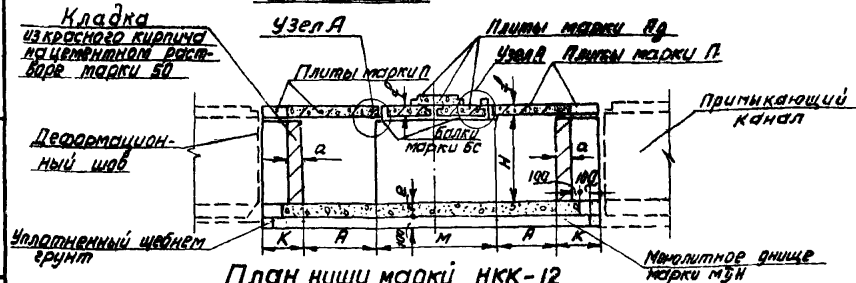 Кладка
из красного кирпича
на цементном раст-
воре марки 50
Узел А
Плиты марки Пд
Узел А Плиты марки П
Плиты марки П
Примыкающий
канал
Деформацион-
ный шов
балки
марки БС
a
H
a
100
100
100
К
А
М
А
К
Уплотненный щебнем
грунт
Монолитное днище
марки МДН
План ниши марки НКК-12